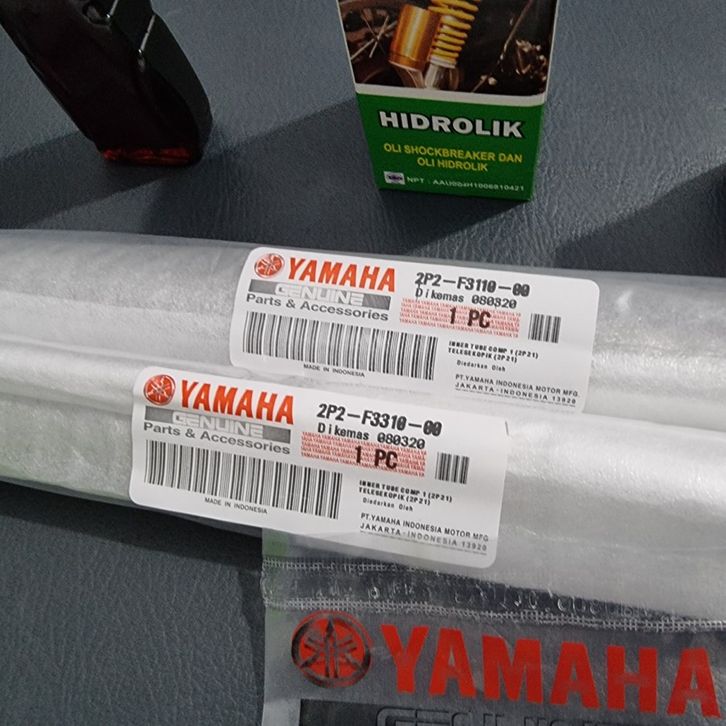 HIDROLIK
OLI SHOCKBREAKER DAN
OLI HIDROLIK
YAMAHA
GENUINE
Parts & Accessories
MADE IN INDONESIA
2P2-F3110-00
Dikemas 080320
1 PC
INNER TUBE COMP 1 (2P21)
TELESEKOPIK (2P21)
Diedarkan Oleh
PT.YAMAHA INDONESIA MOTOR MFG.
JAKARTA - INDONESIA 13920
YAMAHA
GENUINE
Parts & Accessories
MADE IN INDONESIA
2P2-F3310-00
Dikemas 080320
1 PC
INNER TUBE COMP 1 (2P21)
TELESEKOPIK (2P21)
Diedarkan Oleh
PT.YAMAHA INDONESIA MOTOR MFG
JAKARTA - INDONESIA 13920
YAMAHA